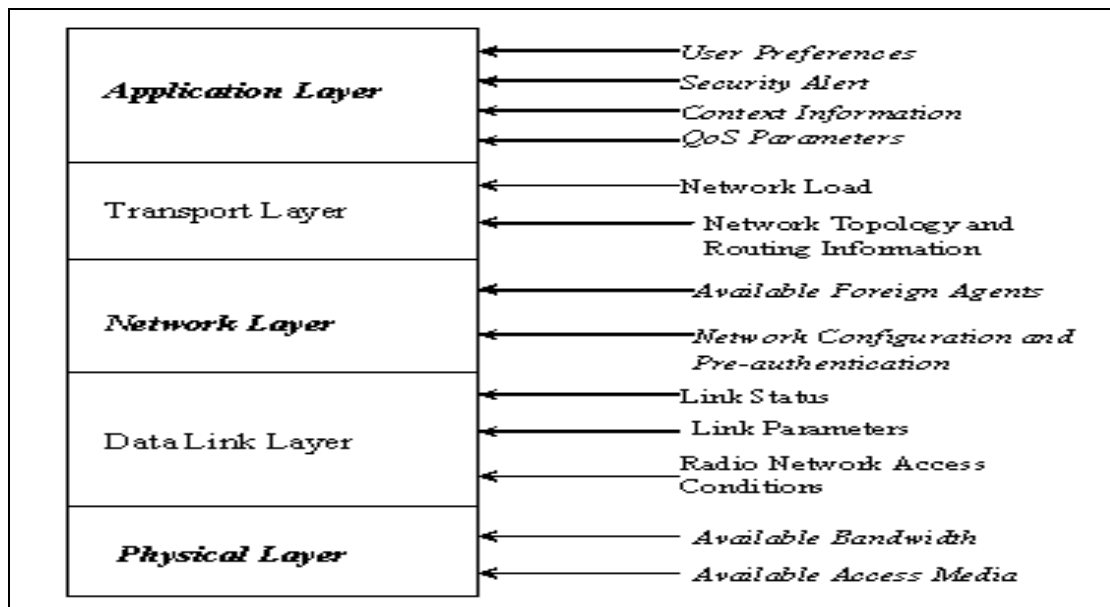 Application Layer
User Preferences
Security Alert
Context Information
QoS Parameters
Transport Layer
Network Load
Network Topology and
Routing Information
Network Layer
Available Foreign Agents
Network Configuration and
Pre-authentication
Data Link Layer
Link Status
Link Parameters
Radio Network Access
Conditions
Physical Layer
Available Bandwidth
Available Access Media